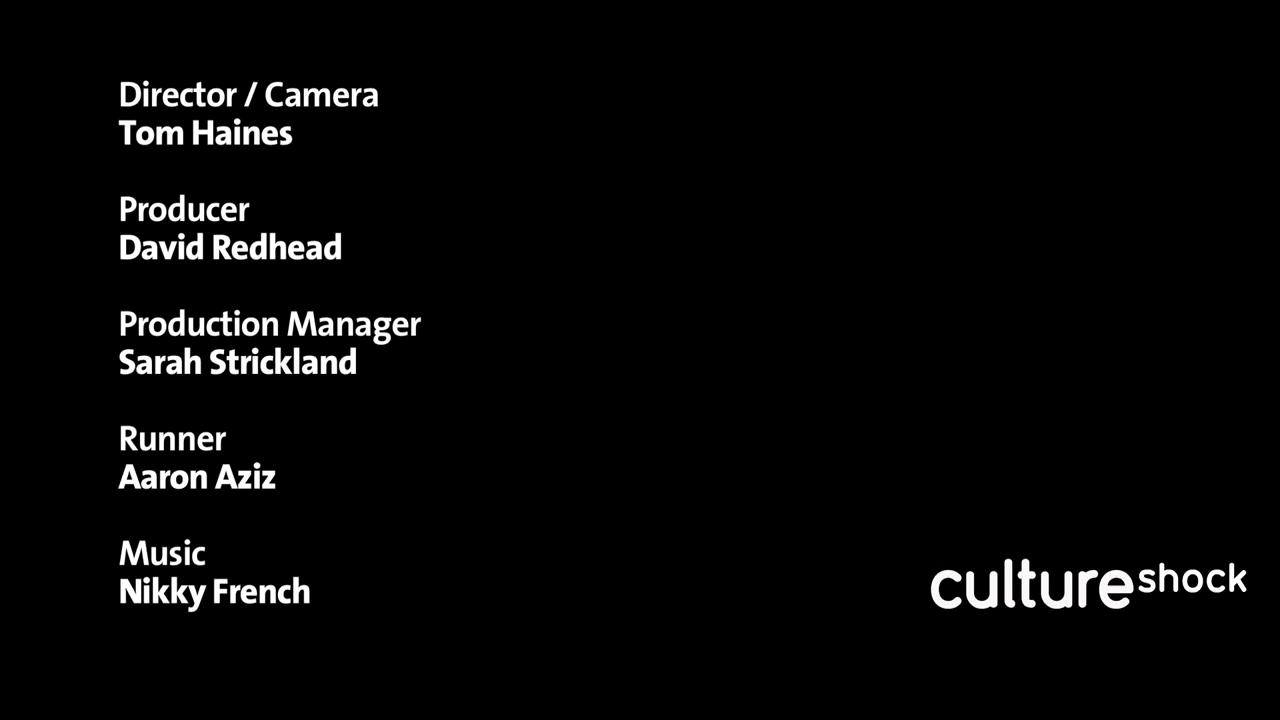 Director / Camera
Tom Haines
Producer
David Redhead
Production Manager
Sarah Strickland
Runner
Aaron Aziz
Music
Nikky French
cultureshock